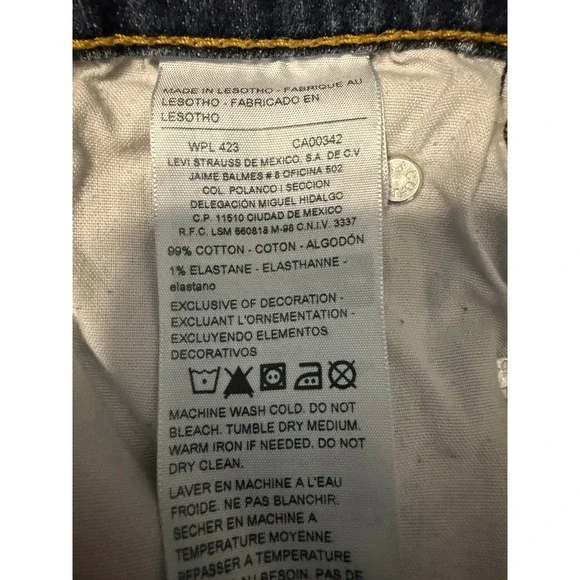 MADE IN LESOTHO - FABRIQUE AU
LESOTHO - FABRICADO EN
LESOTHO
WPL 423 CA00342
LEVI STRAUSS DE MEXICO, S.A. DE C.V
JAIME BALMES # 8 OFICINA 502
COL. POLANCO I SECCION
DELEGACIÓN MIGUEL HIDALGO
C.P. 11510 CIUDAD DE MEXICO
R.F.C. LSM 660818 M-98 C.N.I.V. 3337
99% COTTON - COTON - ALGODÓN
1% ELASTANE - ELASTHANNE -
elastano
EXCLUSIVE OF DECORATION -
EXCLUANT L'ORNEMENTATION -
EXCLUYENDO ELEMENTOS
DECORATIVOS
MACHINE WASH COLD. DO NOT
BLEACH. TUMBLE DRY MEDIUM.
WARM IRON IF NEEDED. DO NOT
DRY CLEAN.
LAVER EN MACHINE A L'EAU
FROIDE. NE PAS BLANCHIR.
SECHER EN MACHINE A
TEMPERATURE MOYENNE.
REPASSER A TEMPERATURE
BESOIN. NE PAS